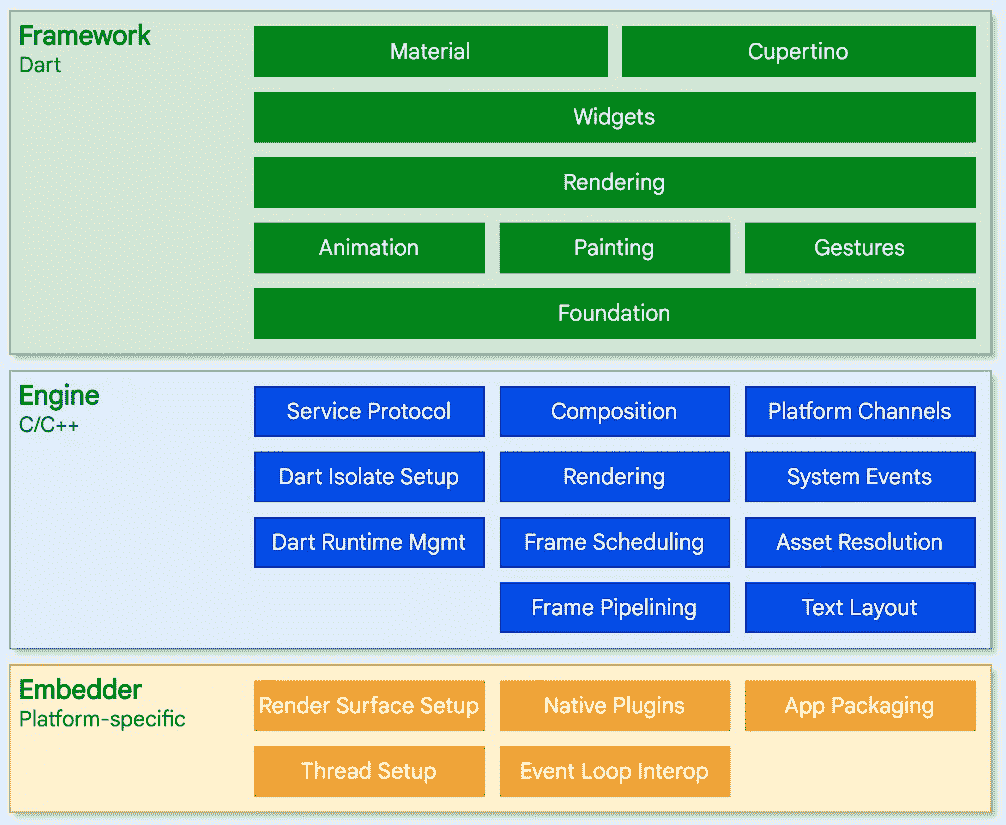 Framework
Dart
Material
Cupertino
Widgets
Rendering
Animation
Painting
Gestures
Foundation
Engine
C/C++
Service Protocol
Composition
Platform Channels
Dart Isolate Setup
Rendering
System Events
Dart Runtime Mgmt
Frame Scheduling
Asset Resolution
Frame Pipelining
Text Layout
Embedder
Platform-specific
Render Surface Setup
Native Plugins
App Packaging
Thread Setup
Event Loop Interop